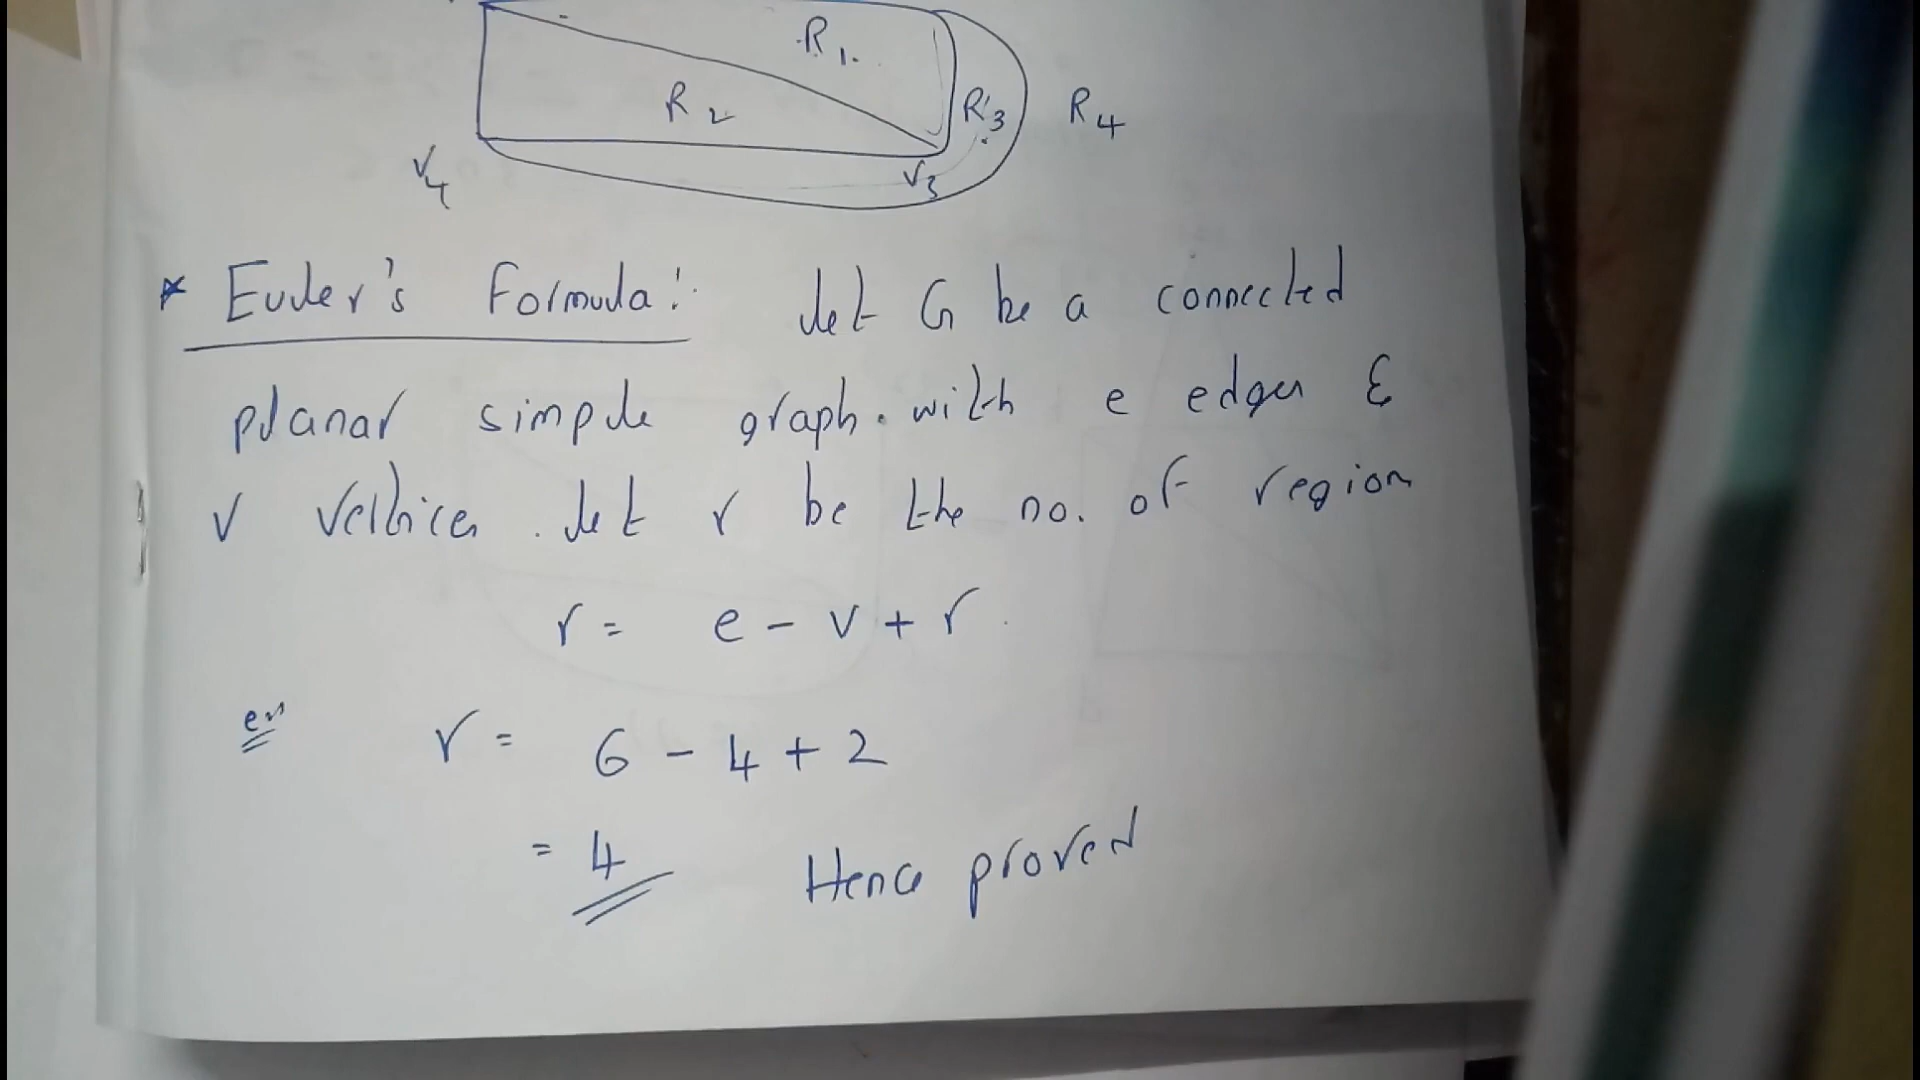 R1.
R2
R3
R4
V4
V3
* Euler's Formula: Let G be a connected
planar simple graph. with e edges &
v vertices. Let r be the no. of region
r = e - v + r
ex r = 6 - 4 + 2
= 4 Hence proved